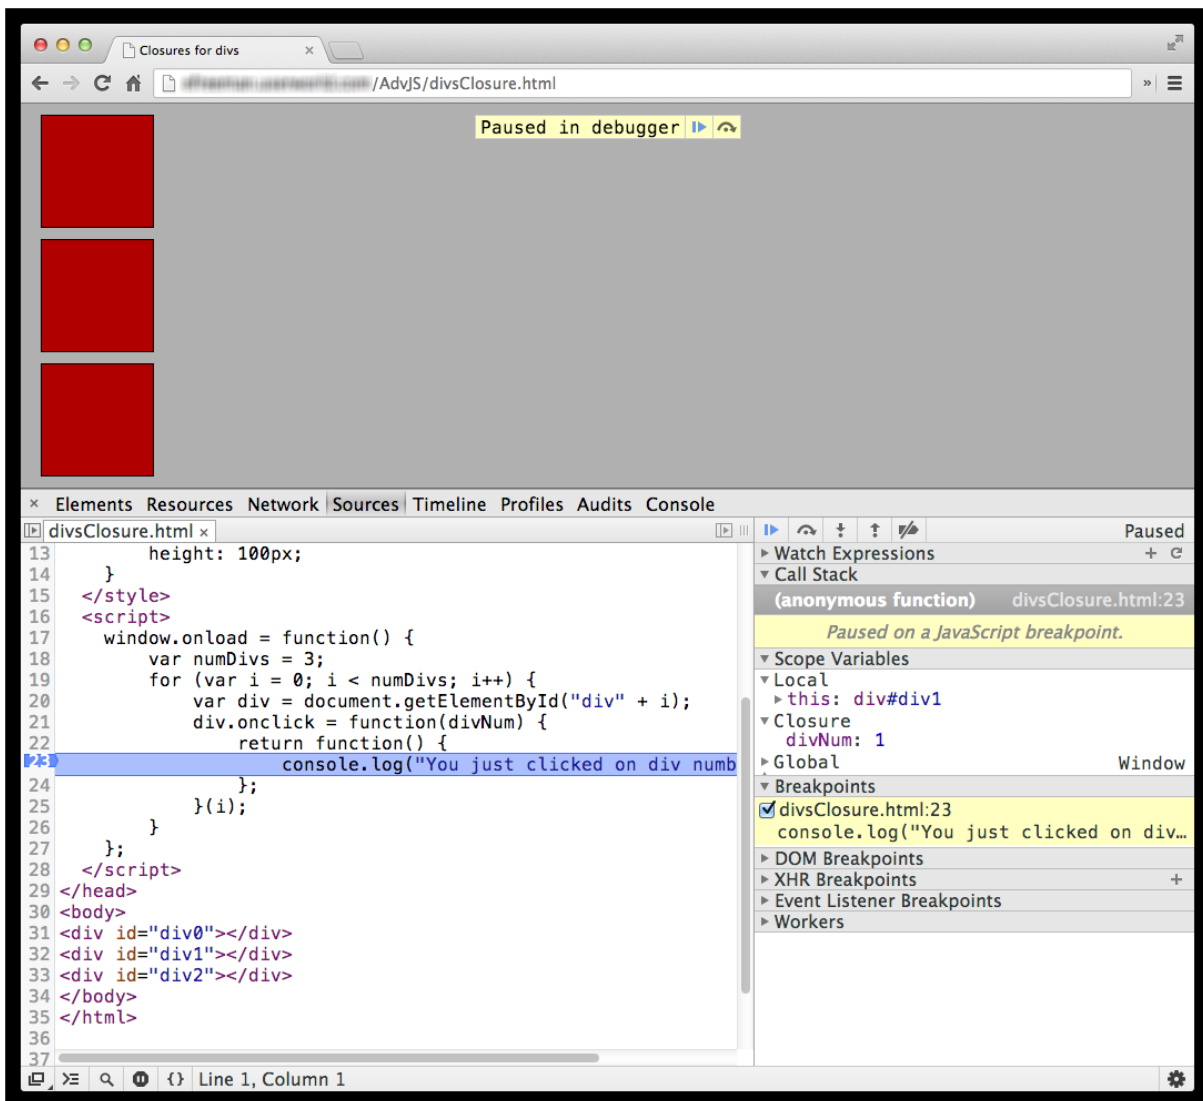 Closures for divs
/AdvJS/divsClosure.html
Paused in debugger
Elements Resources Network Sources Timeline Profiles Audits Console
divsClosure.html
13 height: 100px;
14 }
15 </style>
16 <script>
17 window.onload = function() {
18 var numDivs = 3;
19 for (var i = 0; i < numDivs; i++) {
20 var div = document.getElementById("div" + i);
21 div.onclick = function(divNum) {
22 return function() {
23 console.log("You just clicked on div numb
24 };
25 }(i);
26 }
27 };
28 </script>
29 </head>
30 <body>
31 <div id="div0"></div>
32 <div id="div1"></div>
33 <div id="div2"></div>
34 </body>
35 </html>
36
37
Line 1, Column 1
Paused
Watch Expressions
Call Stack
(anonymous function) divsClosure.html:23
Paused on a JavaScript breakpoint.
Scope Variables
Local
this: div#div1
Closure
divNum: 1
Global Window
Breakpoints
divsClosure.html:23
console.log("You just clicked on div…
DOM Breakpoints
XHR Breakpoints
Event Listener Breakpoints
Workers